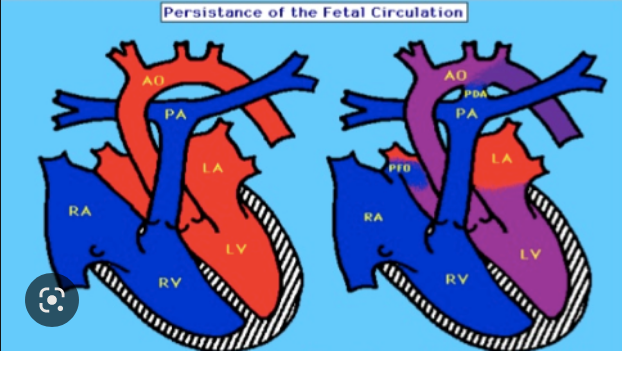 Persistance of the Fetal Circulation
AO
PA
LA
RA
LV
RV
AO
PDA
PA
LA
PFO
RA
LV
RV